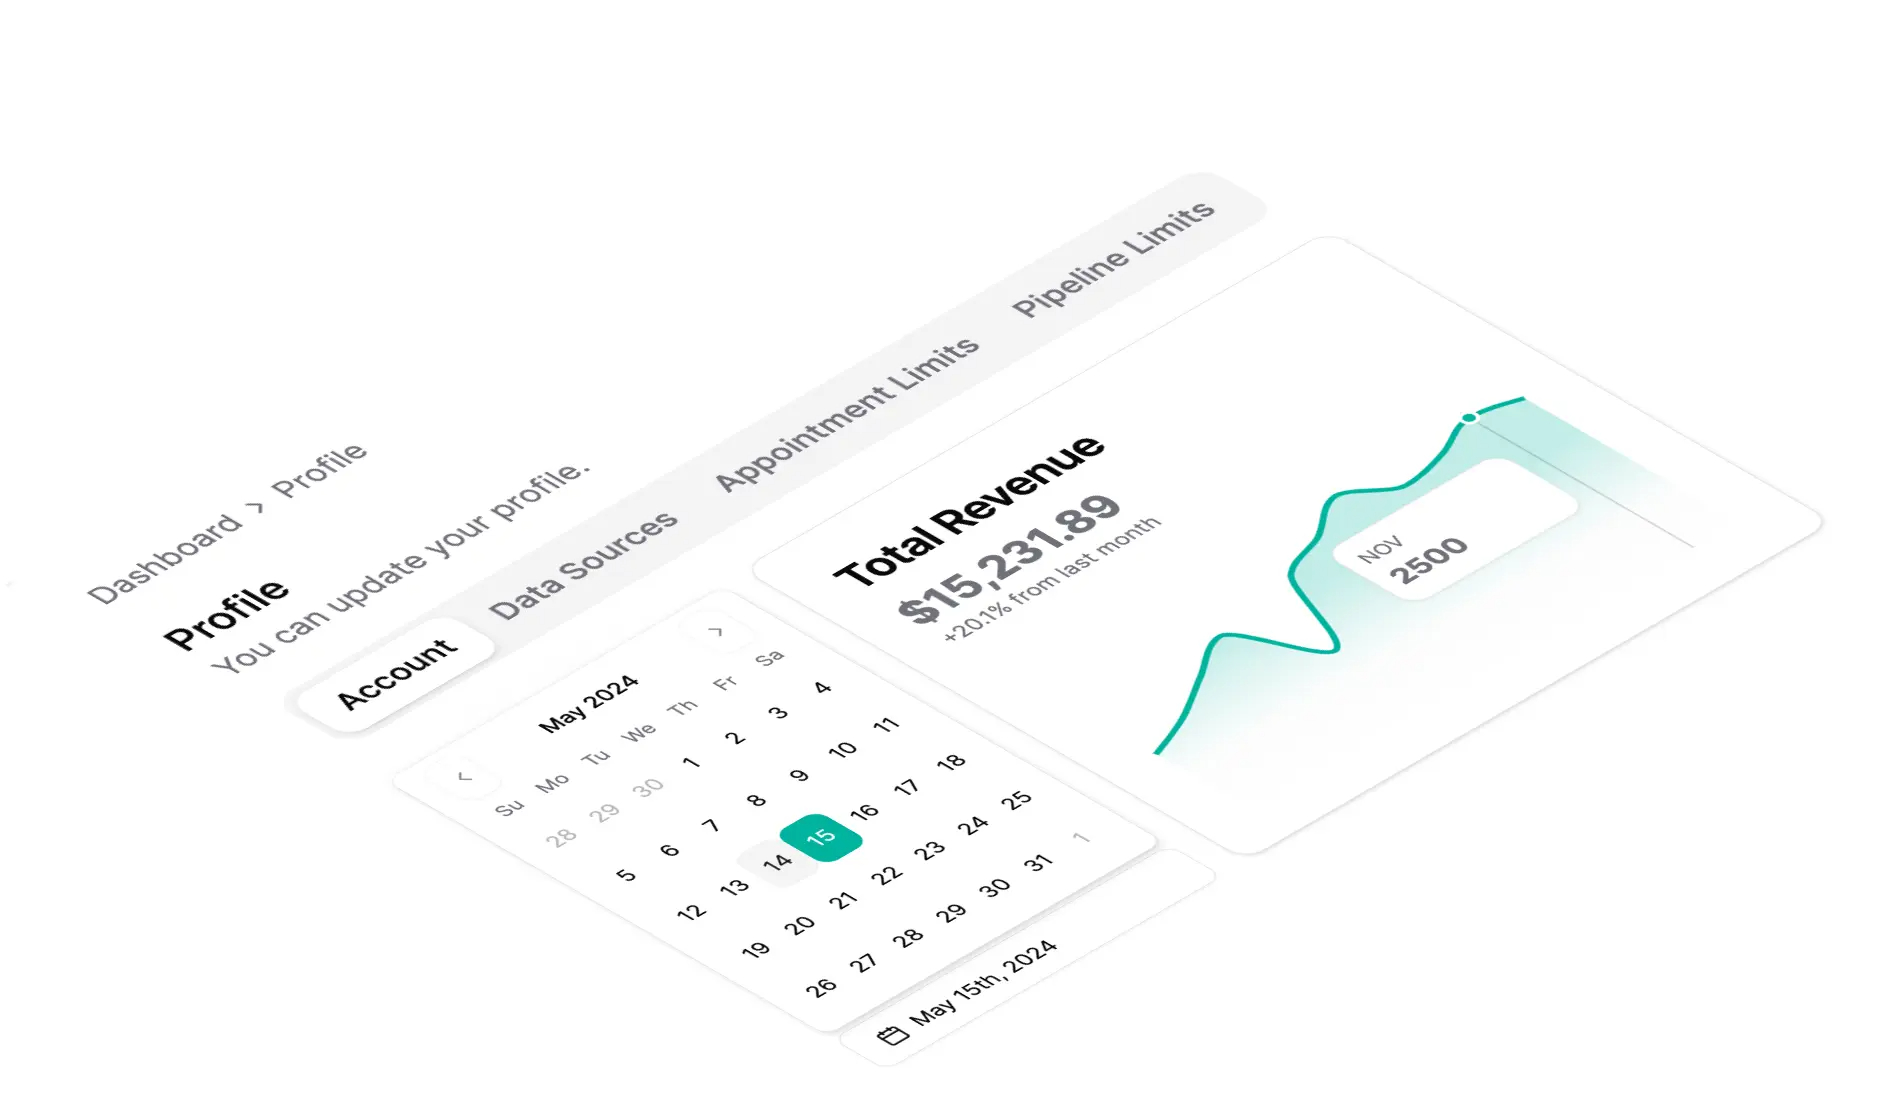 Dashboard > Profile
Profile
You can update your profile.
Account Data Sources Appointment Limits Pipeline Limits
May 2024
Su Mo Tu We Th Fr Sa
28 29 30 1 2 3 4
5 6 7 8 9 10 11
12 13 14 15 16 17 18
19 20 21 22 23 24 25
26 27 28 29 30 31 1
May 15th, 2024
Total Revenue
$15,231.89
+20.1% from last month
NOV
2500